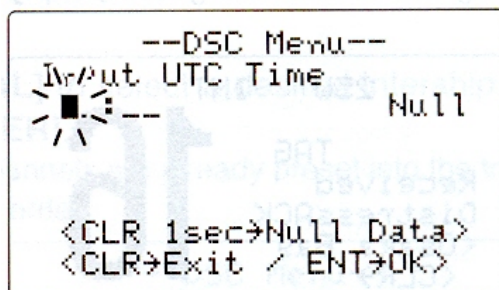 --DSC Menu--
Input UTC Time
■_:__ Null
<CLR 1sec→Null Data>
<CLR→Exit / ENT→OK>